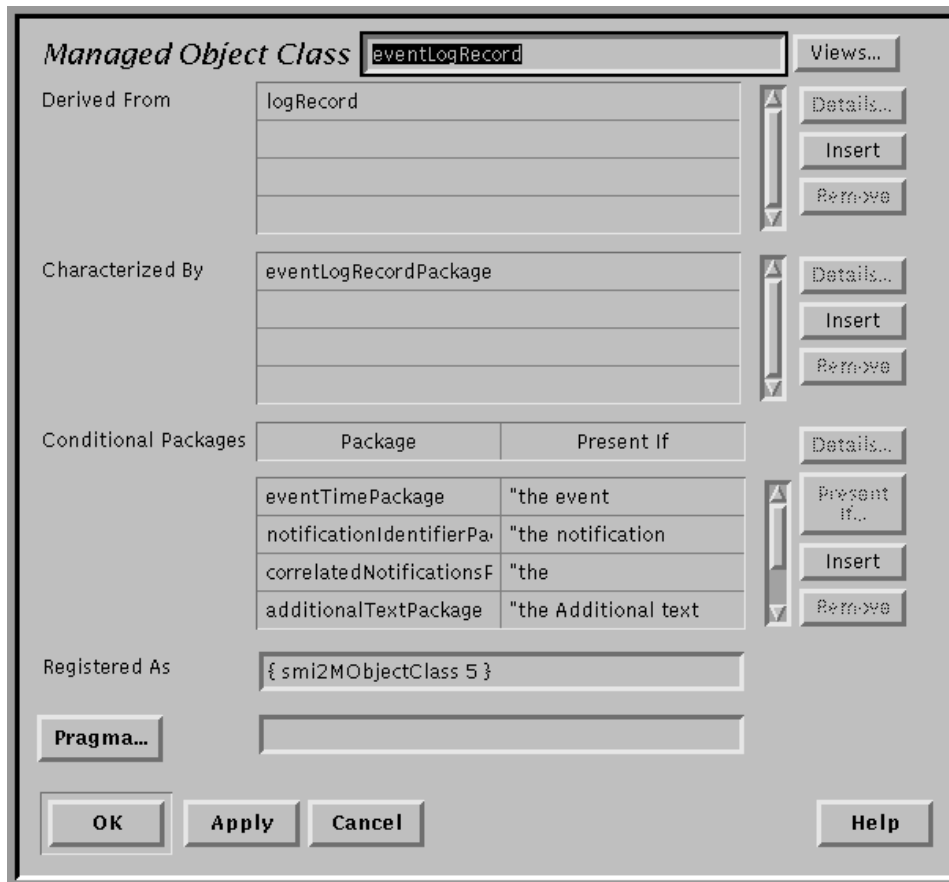 Managed Object Class eventLogRecord Views...
Derived From logRecord Details...
Insert
Remove
Characterized By eventLogRecordPackage Details...
Insert
Remove
Conditional Packages Package Present If Details...
eventTimePackage "the event Present
If...
notificationIdentifierPa "the notification
Insert
correlatedNotificationsP "the
additionalTextPackage "the Additional text Remove
Registered As { smi2MObjectClass 5 }
Pragma...
OK Apply Cancel Help